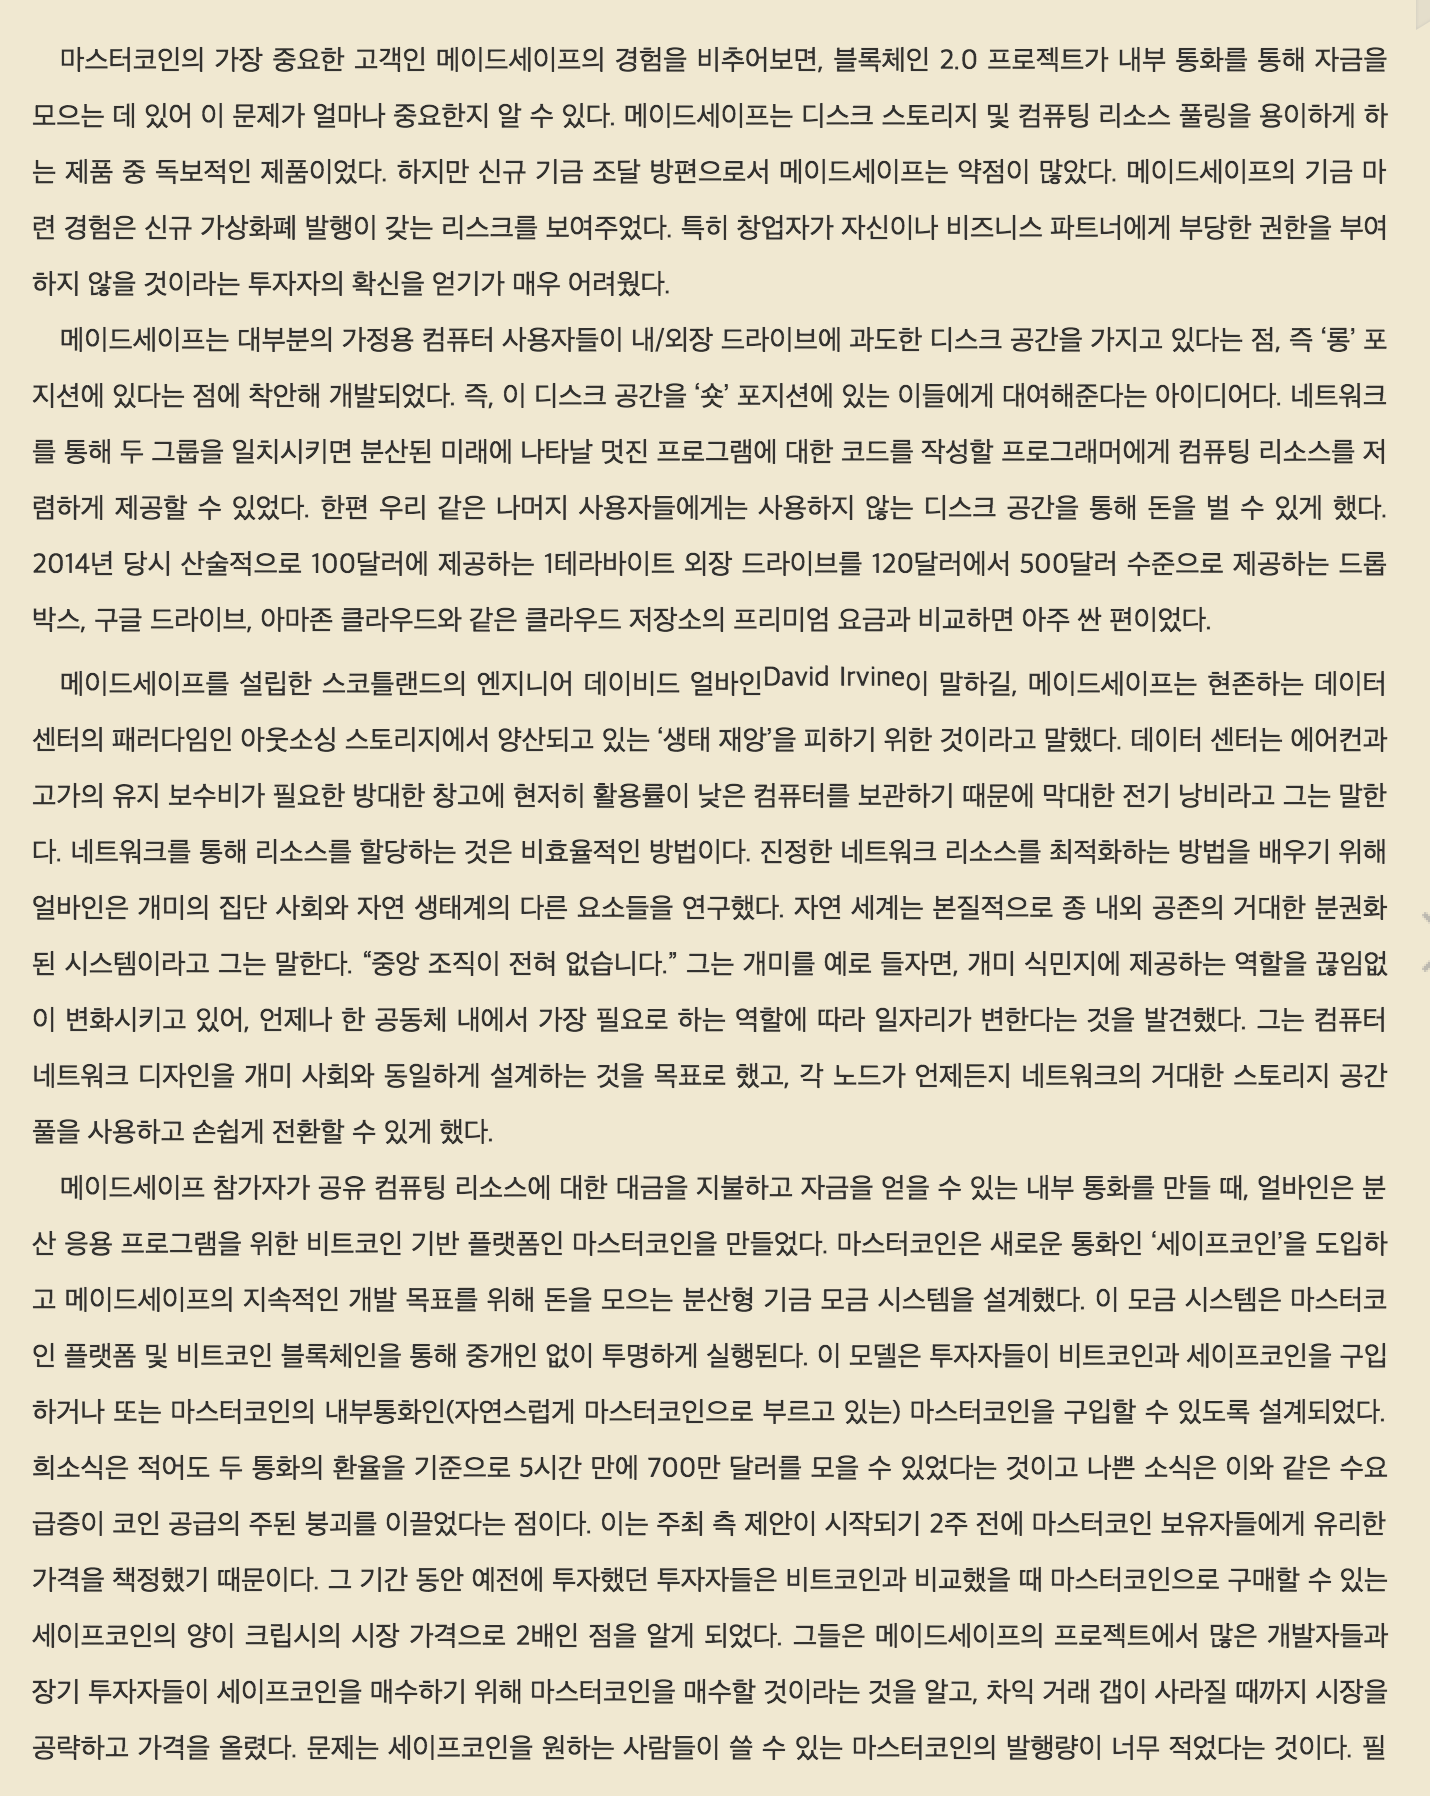 마스터코인의 가장 중요한 고객인 메이드세이프의 경험을 비추어보면, 블록체인 2.0 프로젝트가 내부 통화를 통해 자금을
모으는 데 있어 이 문제가 얼마나 중요한지 알 수 있다. 메이드세이프는 디스크 스토리지 및 컴퓨팅 리소스 풀링을 용이하게 하
는 제품 중 독보적인 제품이었다. 하지만 신규 기금 조달 방편으로서 메이드세이프는 약점이 많았다. 메이드세이프의 기금 마
련 경험은 신규 가상화폐 발행이 갖는 리스크를 보여주었다. 특히 창업자가 자신이나 비즈니스 파트너에게 부당한 권한을 부여
하지 않을 것이라는 투자자의 확신을 얻기가 매우 어려웠다.
메이드세이프는 대부분의 가정용 컴퓨터 사용자들이 내/외장 드라이브에 과도한 디스크 공간을 가지고 있다는 점, 즉 ‘롱’ 포
지션에 있다는 점에 착안해 개발되었다. 즉, 이 디스크 공간을 ‘숏’ 포지션에 있는 이들에게 대여해준다는 아이디어다. 네트워크
를 통해 두 그룹을 일치시키면 분산된 미래에 나타날 멋진 프로그램에 대한 코드를 작성할 프로그래머에게 컴퓨팅 리소스를 저
렴하게 제공할 수 있었다. 한편 우리 같은 나머지 사용자들에게는 사용하지 않는 디스크 공간을 통해 돈을 벌 수 있게 했다.
2014년 당시 산술적으로 100달러에 제공하는 1테라바이트 외장 드라이브를 120달러에서 500달러 수준으로 제공하는 드롭
박스, 구글 드라이브, 아마존 클라우드와 같은 클라우드 저장소의 프리미엄 요금과 비교하면 아주 싼 편이었다.
메이드세이프를 설립한 스코틀랜드의 엔지니어 데이비드 얼바인David Irvine이 말하길, 메이드세이프는 현존하는 데이터
센터의 패러다임인 아웃소싱 스토리지에서 양산되고 있는 ‘생태 재앙’을 피하기 위한 것이라고 말했다. 데이터 센터는 에어컨과
고가의 유지 보수비가 필요한 방대한 창고에 현저히 활용률이 낮은 컴퓨터를 보관하기 때문에 막대한 전기 낭비라고 그는 말한
다. 네트워크를 통해 리소스를 할당하는 것은 비효율적인 방법이다. 진정한 네트워크 리소스를 최적화하는 방법을 배우기 위해
얼바인은 개미의 집단 사회와 자연 생태계의 다른 요소들을 연구했다. 자연 세계는 본질적으로 종 내외 공존의 거대한 분권화
된 시스템이라고 그는 말한다. “중앙 조직이 전혀 없습니다.” 그는 개미를 예로 들자면, 개미 식민지에 제공하는 역할을 끊임없
이 변화시키고 있어, 언제나 한 공동체 내에서 가장 필요로 하는 역할에 따라 일자리가 변한다는 것을 발견했다. 그는 컴퓨터
네트워크 디자인을 개미 사회와 동일하게 설계하는 것을 목표로 했고, 각 노드가 언제든지 네트워크의 거대한 스토리지 공간
풀을 사용하고 손쉽게 전환할 수 있게 했다.
메이드세이프 참가자가 공유 컴퓨팅 리소스에 대한 대금을 지불하고 자금을 얻을 수 있는 내부 통화를 만들 때, 얼바인은 분
산 응용 프로그램을 위한 비트코인 기반 플랫폼인 마스터코인을 만들었다. 마스터코인은 새로운 통화인 ‘세이프코인’을 도입하
고 메이드세이프의 지속적인 개발 목표를 위해 돈을 모으는 분산형 기금 모금 시스템을 설계했다. 이 모금 시스템은 마스터코
인 플랫폼 및 비트코인 블록체인을 통해 중개인 없이 투명하게 실행된다. 이 모델은 투자자들이 비트코인과 세이프코인을 구입
하거나 또는 마스터코인의 내부통화인(자연스럽게 마스터코인으로 부르고 있는) 마스터코인을 구입할 수 있도록 설계되었다.
희소식은 적어도 두 통화의 환율을 기준으로 5시간 만에 700만 달러를 모을 수 있었다는 것이고 나쁜 소식은 이와 같은 수요
급증이 코인 공급의 주된 붕괴를 이끌었다는 점이다. 이는 주최 측 제안이 시작되기 2주 전에 마스터코인 보유자들에게 유리한
가격을 책정했기 때문이다. 그 기간 동안 예전에 투자했던 투자자들은 비트코인과 비교했을 때 마스터코인으로 구매할 수 있는
세이프코인의 양이 크립시의 시장 가격으로 2배인 점을 알게 되었다. 그들은 메이드세이프의 프로젝트에서 많은 개발자들과
장기 투자자들이 세이프코인을 매수하기 위해 마스터코인을 매수할 것이라는 것을 알고, 차익 거래 갭이 사라질 때까지 시장을
공략하고 가격을 올렸다. 문제는 세이프코인을 원하는 사람들이 쓸 수 있는 마스터코인의 발행량이 너무 적었다는 것이다. 필